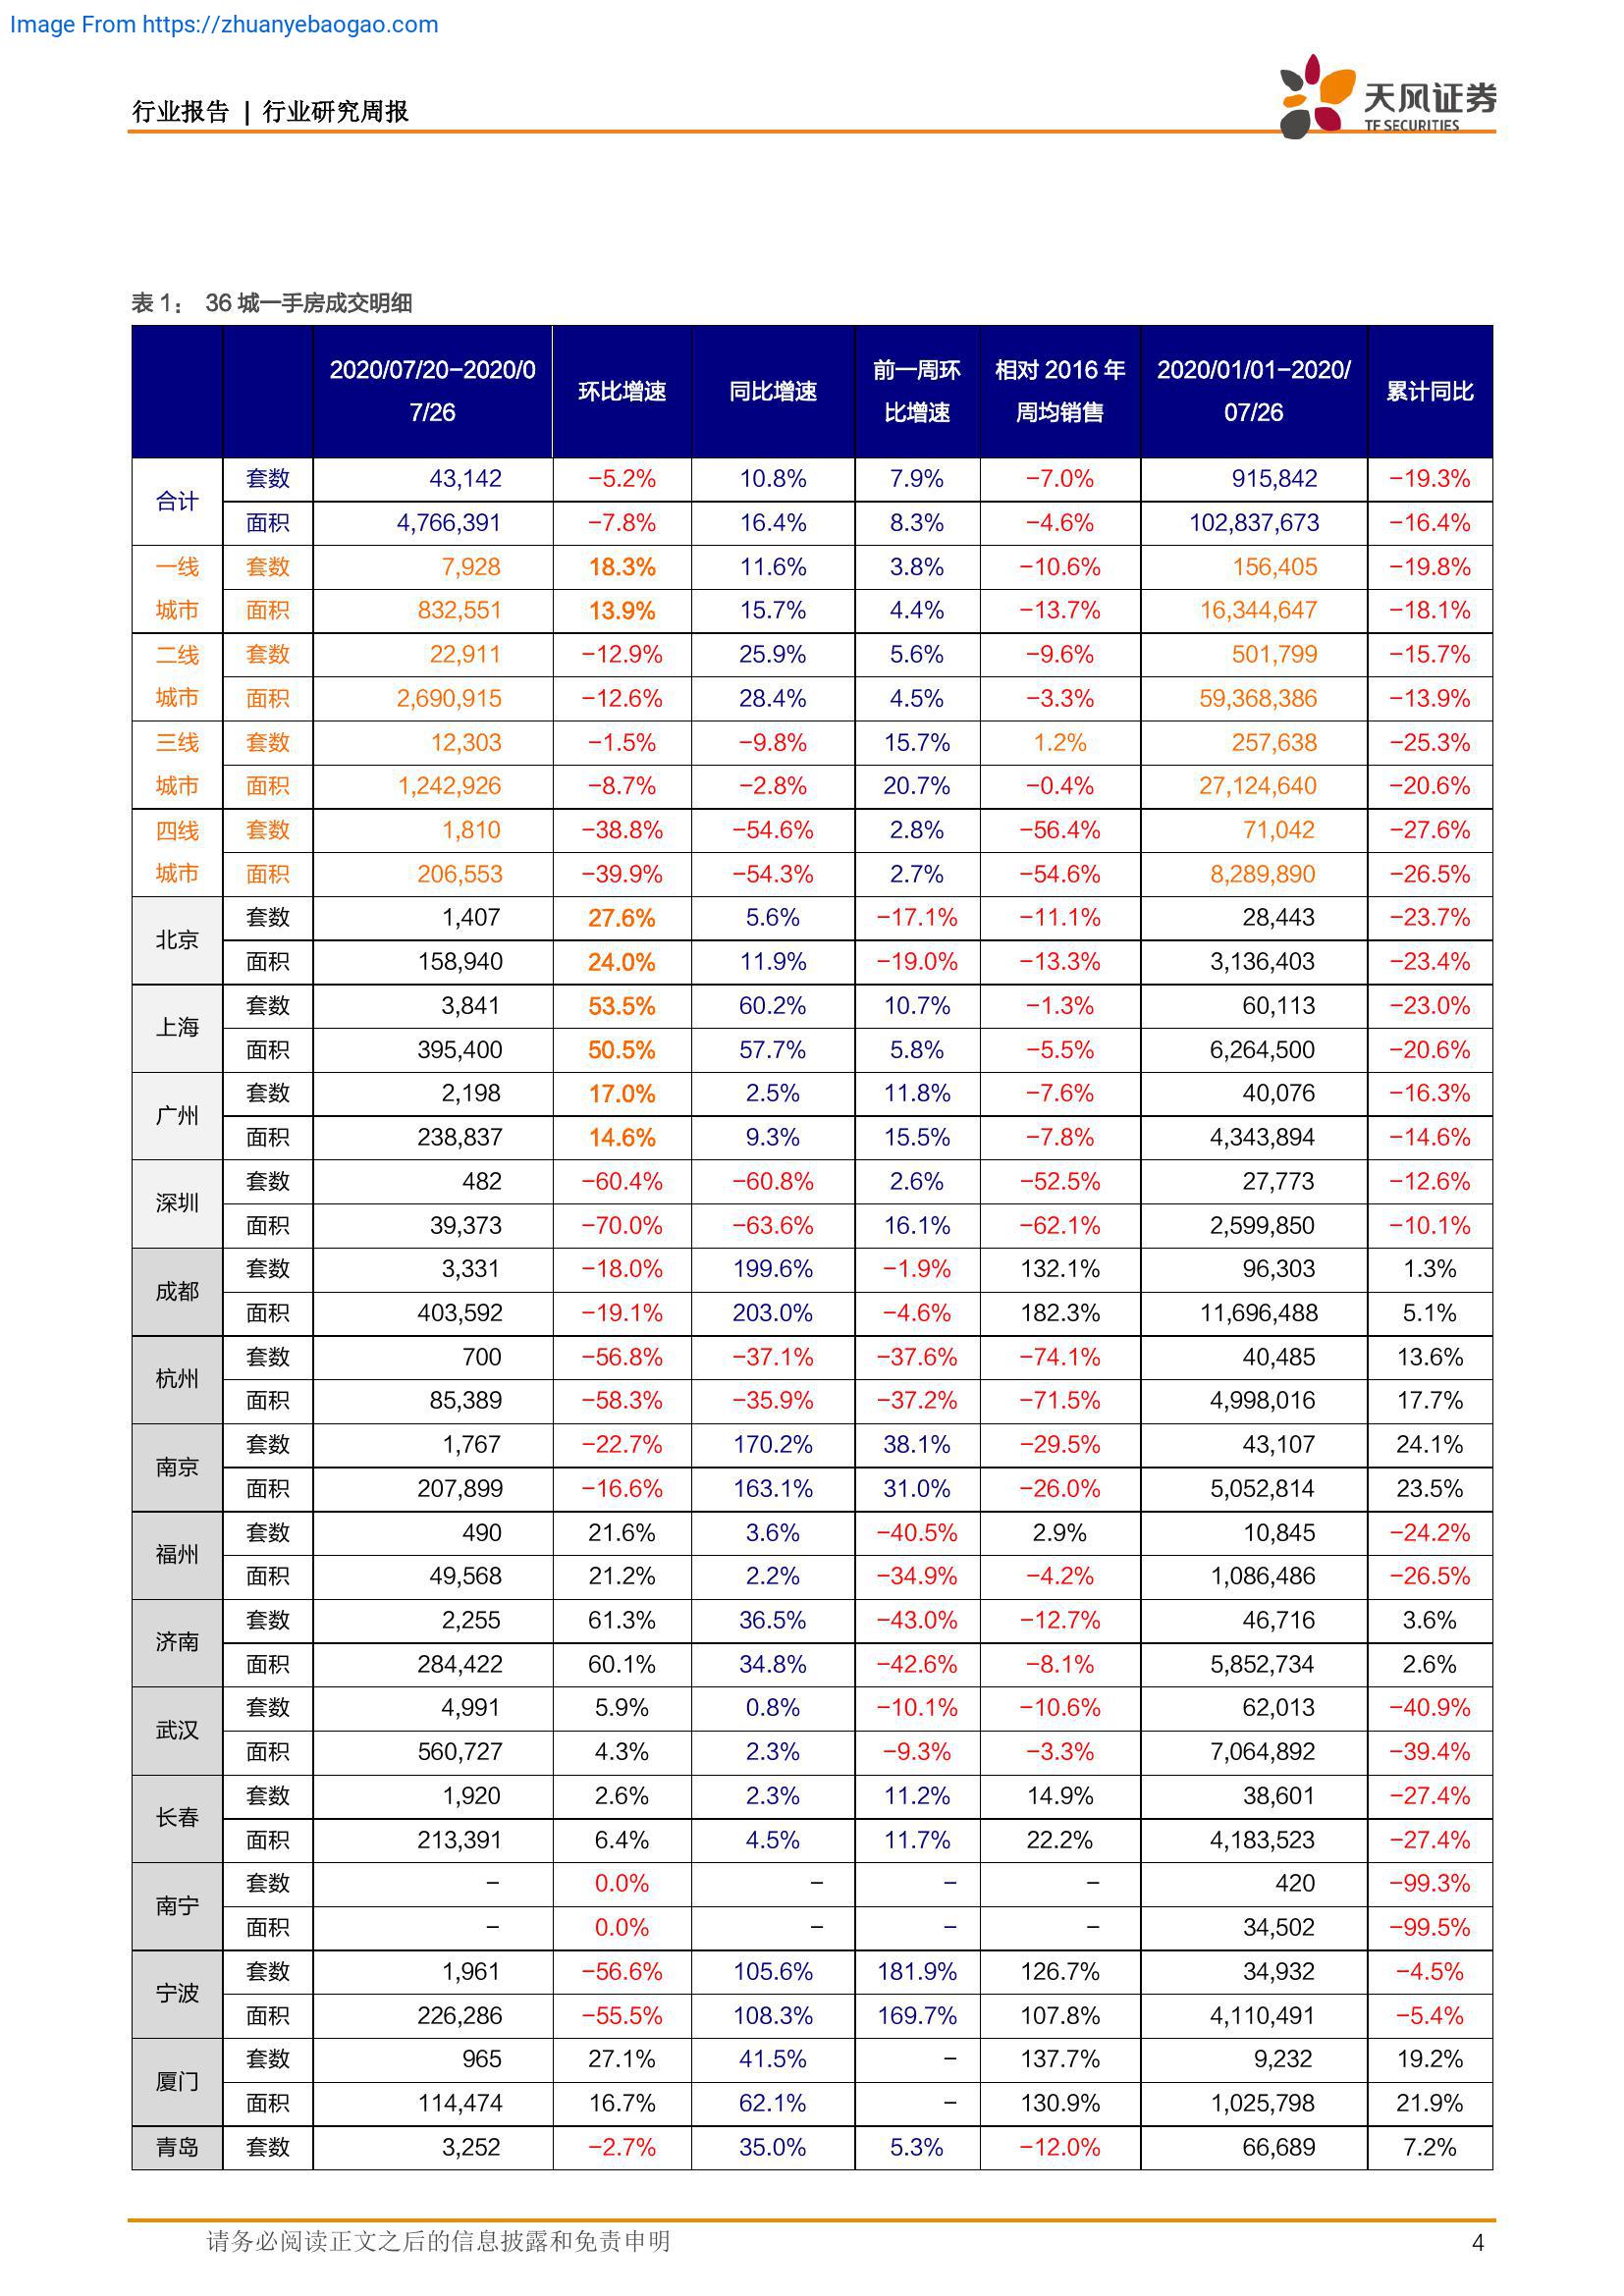 Image From https://zhuanyebaogao.com
行业报告 | 行业研究周报
天风证券
TF SECURITIES
表 1： 36 城一手房成交明细
2020/07/20-2020/07/26 环比增速 同比增速 前一周环比增速 相对 2016 年周均销售 2020/01/01-2020/07/26 累计同比
合计 套数 43,142 -5.2% 10.8% 7.9% -7.0% 915,842 -19.3%
面积 4,766,391 -7.8% 16.4% 8.3% -4.6% 102,837,673 -16.4%
一线城市 套数 7,928 18.3% 11.6% 3.8% -10.6% 156,405 -19.8%
面积 832,551 13.9% 15.7% 4.4% -13.7% 16,344,647 -18.1%
二线城市 套数 22,911 -12.9% 25.9% 5.6% -9.6% 501,799 -15.7%
面积 2,690,915 -12.6% 28.4% 4.5% -3.3% 59,368,386 -13.9%
三线城市 套数 12,303 -1.5% -9.8% 15.7% 1.2% 257,638 -25.3%
面积 1,242,926 -8.7% -2.8% 20.7% -0.4% 27,124,640 -20.6%
四线城市 套数 1,810 -38.8% -54.6% 2.8% -56.4% 71,042 -27.6%
面积 206,553 -39.9% -54.3% 2.7% -54.6% 8,289,890 -26.5%
北京 套数 1,407 27.6% 5.6% -17.1% -11.1% 28,443 -23.7%
面积 158,940 24.0% 11.9% -19.0% -13.3% 3,136,403 -23.4%
上海 套数 3,841 53.5% 60.2% 10.7% -1.3% 60,113 -23.0%
面积 395,400 50.5% 57.7% 5.8% -5.5% 6,264,500 -20.6%
广州 套数 2,198 17.0% 2.5% 11.8% -7.6% 40,076 -16.3%
面积 238,837 14.6% 9.3% 15.5% -7.8% 4,343,894 -14.6%
深圳 套数 482 -60.4% -60.8% 2.6% -52.5% 27,773 -12.6%
面积 39,373 -70.0% -63.6% 16.1% -62.1% 2,599,850 -10.1%
成都 套数 3,331 -18.0% 199.6% -1.9% 132.1% 96,303 1.3%
面积 403,592 -19.1% 203.0% -4.6% 182.3% 11,696,488 5.1%
杭州 套数 700 -56.8% -37.1% -37.6% -74.1% 40,485 13.6%
面积 85,389 -58.3% -35.9% -37.2% -71.5% 4,998,016 17.7%
南京 套数 1,767 -22.7% 170.2% 38.1% -29.5% 43,107 24.1%
面积 207,899 -16.6% 163.1% 31.0% -26.0% 5,052,814 23.5%
福州 套数 490 21.6% 3.6% -40.5% 2.9% 10,845 -24.2%
面积 49,568 21.2% 2.2% -34.9% -4.2% 1,086,486 -26.5%
济南 套数 2,255 61.3% 36.5% -43.0% -12.7% 46,716 3.6%
面积 284,422 60.1% 34.8% -42.6% -8.1% 5,852,734 2.6%
武汉 套数 4,991 5.9% 0.8% -10.1% -10.6% 62,013 -40.9%
面积 560,727 4.3% 2.3% -9.3% -3.3% 7,064,892 -39.4%
长春 套数 1,920 2.6% 2.3% 11.2% 14.9% 38,601 -27.4%
面积 213,391 6.4% 4.5% 11.7% 22.2% 4,183,523 -27.4%
南宁 套数 - 0.0% - - - 420 -99.3%
面积 - 0.0% - - - 34,502 -99.5%
宁波 套数 1,961 -56.6% 105.6% 181.9% 126.7% 34,932 -4.5%
面积 226,286 -55.5% 108.3% 169.7% 107.8% 4,110,491 -5.4%
厦门 套数 965 27.1% 41.5% - 137.7% 9,232 19.2%
面积 114,474 16.7% 62.1% - 130.9% 1,025,798 21.9%
青岛 套数 3,252 -2.7% 35.0% 5.3% -12.0% 66,689 7.2%
请务必阅读正文之后的信息披露和免责申明 4